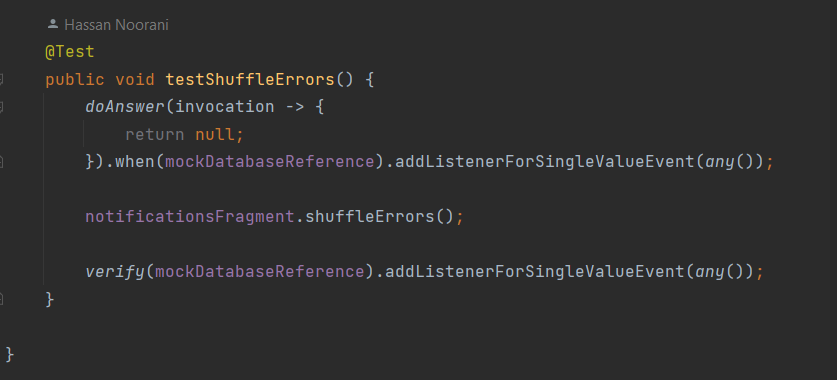 Hassan Noorani
@Test
public void testShuffleErrors() {
doAnswer(invocation -> {
return null;
}).when(mockDatabaseReference).addListenerForSingleValueEvent(any());
notificationsFragment.shuffleErrors();
verify(mockDatabaseReference).addListenerForSingleValueEvent(any());
}
}